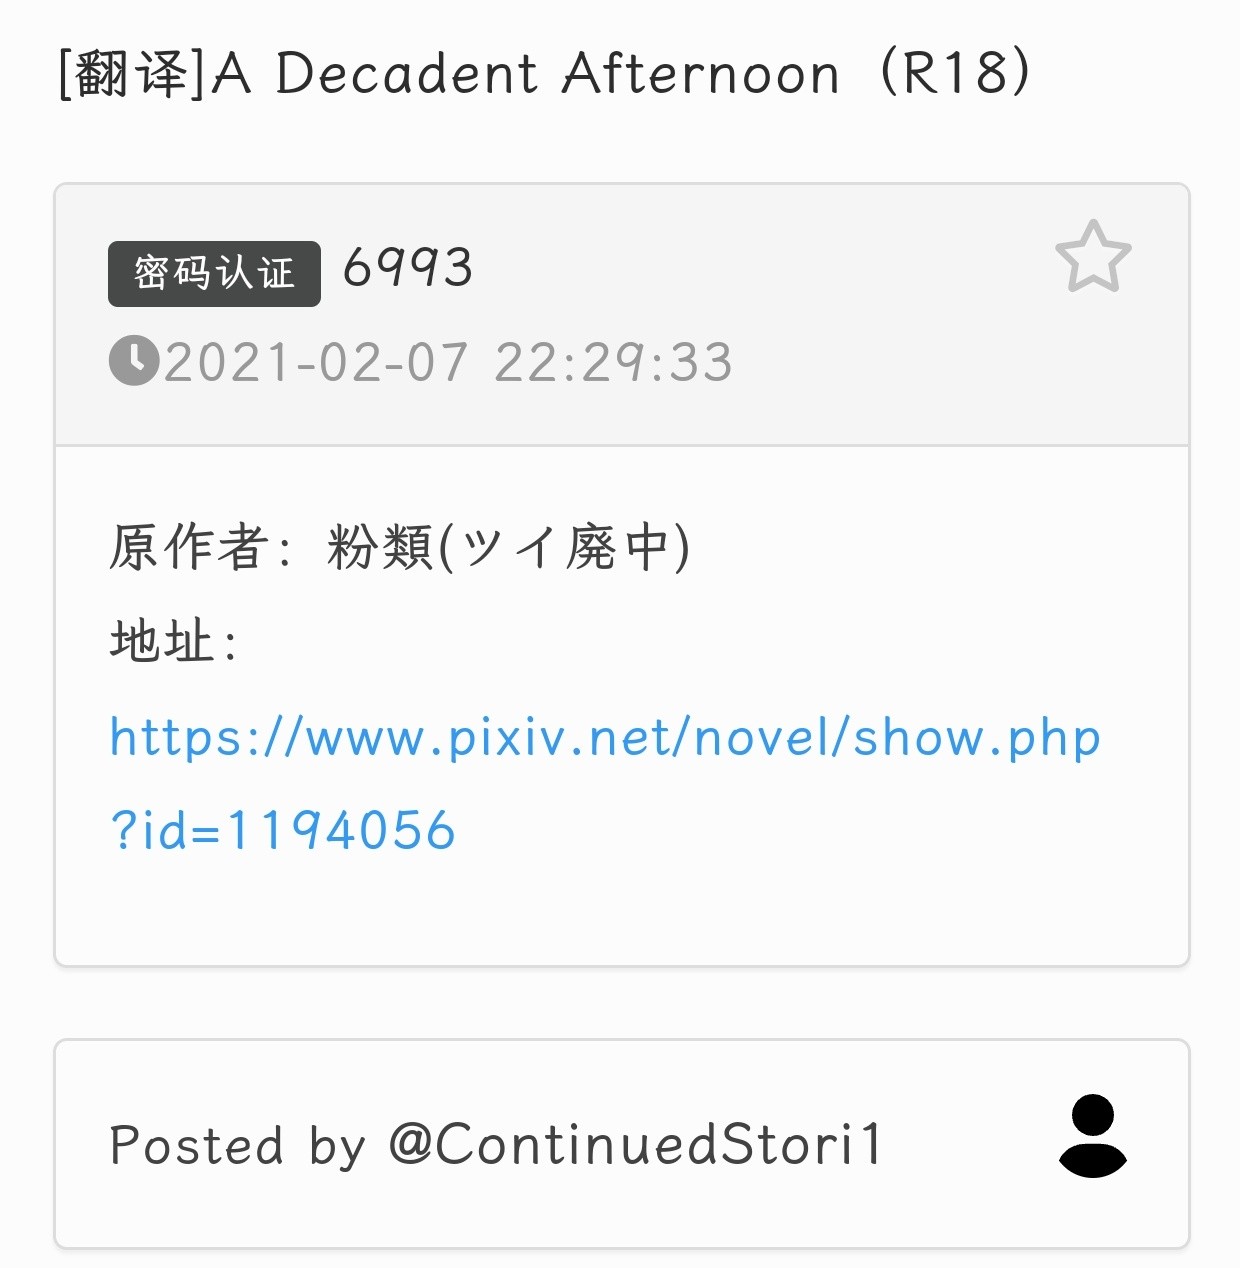 [翻译]A Decadent Afternoon（R18）
密码认证 6993
2021-02-07 22:29:33
原作者：粉類(ツイ廃中)
地址：
https://www.pixiv.net/novel/show.php
?id=1194056
Posted by @ContinuedStori1